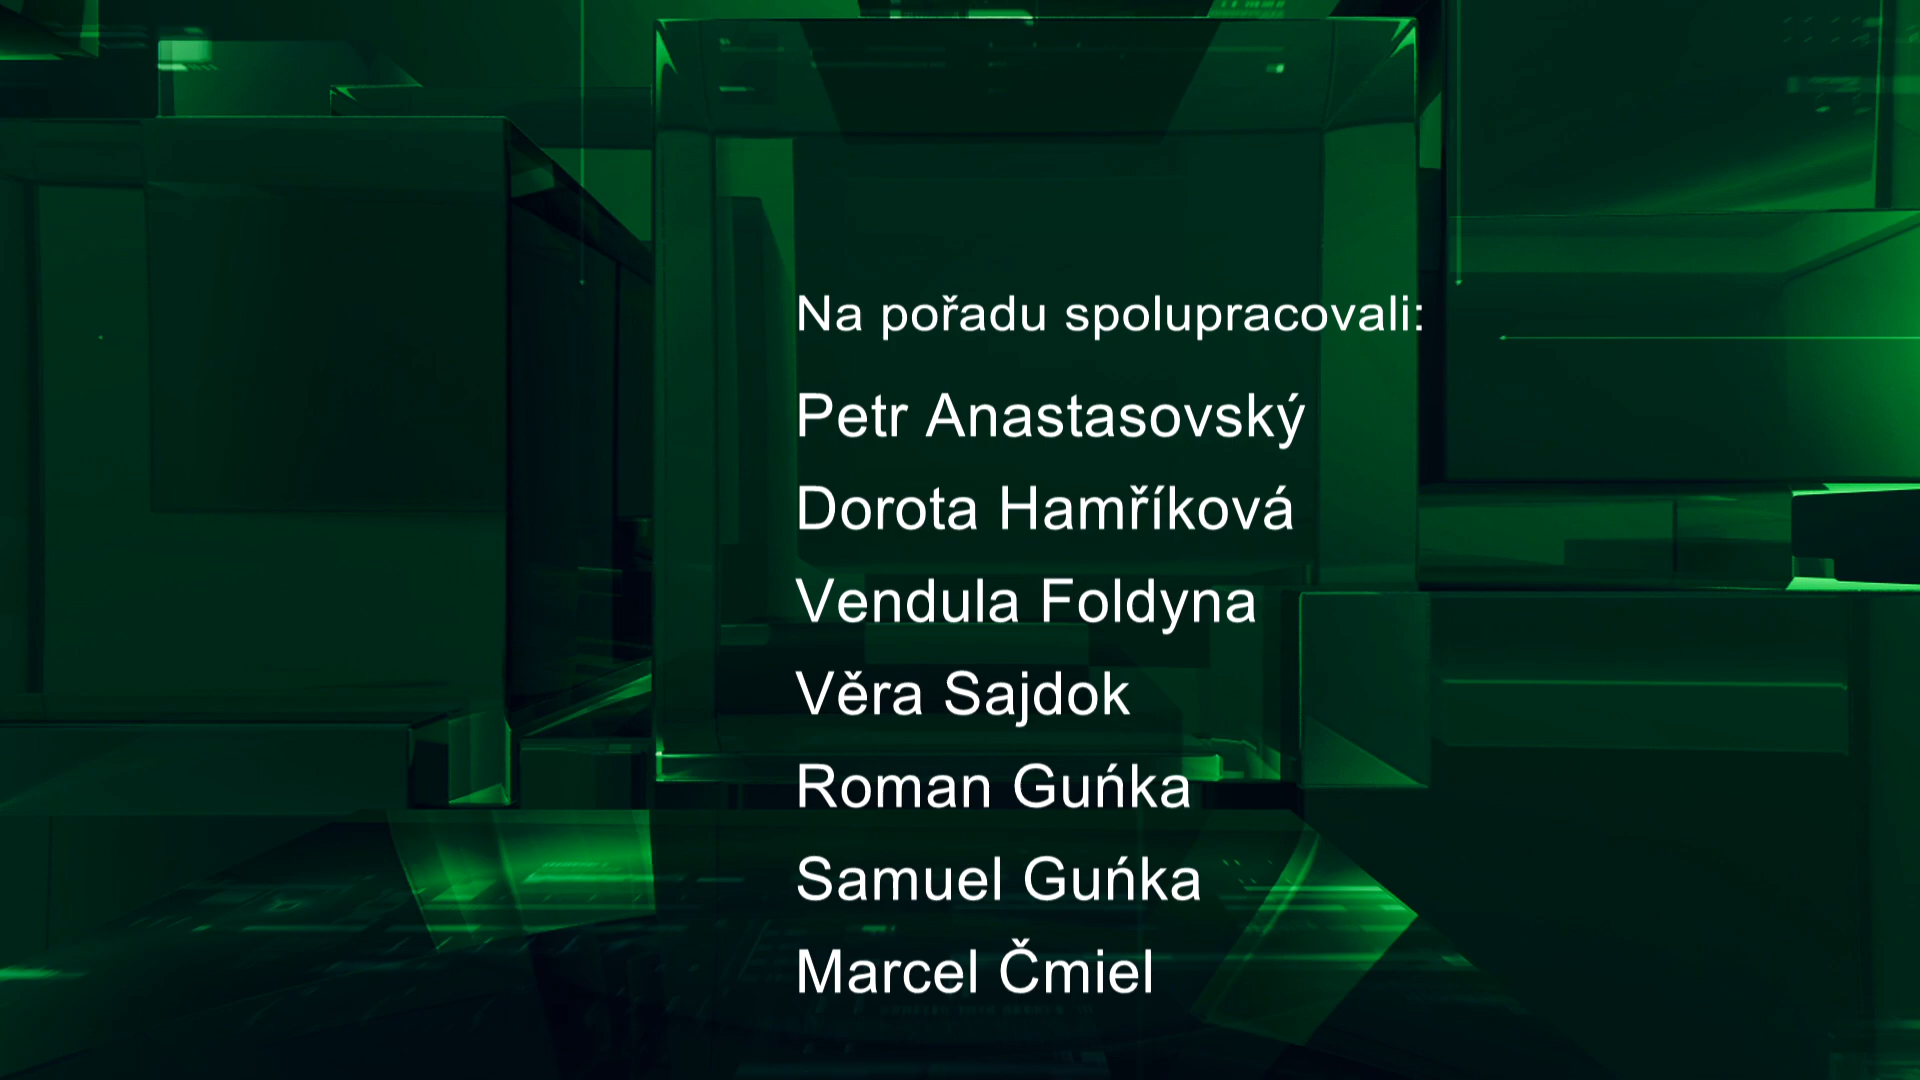 Na pořadu spolupracovali:
Petr Anastasovský
Dorota Hamříková
Vendula Foldyna
Věra Sajdok
Roman Guńka
Samuel Guńka
Marcel Čmiel